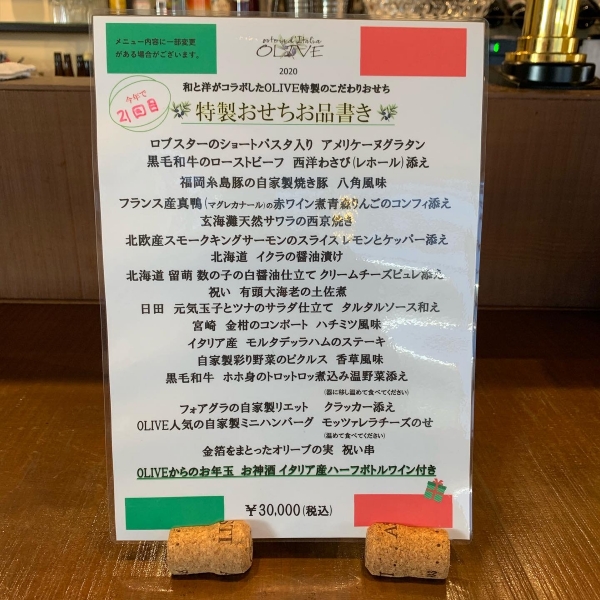 メニュー内容に一部変更
がある場合がございます。
OLIVE
2020
和と洋がコラボしたOLIVE特製のこだわりおせち
今年で
21回目
特製おせちお品書き
ロブスターのショートパスタ入り アメリケーヌグラタン
黒毛和牛のローストビーフ 西洋わさび(レホール)添え
福岡糸島豚の自家製焼き豚 八角風味
フランス産真鴨(マグレカナール)の赤ワイン煮青森りんごのコンフィ添え
玄海灘天然サワラの西京焼き
北欧産スモークキングサーモンのスライス レモンとケッパー添え
北海道 イクラの醤油漬け
北海道 留萌 数の子の白醤油仕立て クリームチーズピュレ添え
祝い 有頭大海老の土佐煮
日田 元気玉子とツナのサラダ仕立て タルタルソース和え
宮崎 金柑のコンポート ハチミツ風味
イタリア産 モルタデッラハムのステーキ
自家製彩り野菜のピクルス 香草風味
黒毛和牛 ホホ身のトロットロッ煮込み温野菜添え
(器に移し温めて食べてください)
フォアグラの自家製リエット クラッカー添え
OLIVE人気の自家製ミニハンバーグ モッツァレラチーズのせ
(温めて食べてください)
金箔をまとったオリーブの実 祝い串
OLIVEからのお年玉 お神酒 イタリア産ハーフボトルワイン付き
￥30,000(税込)